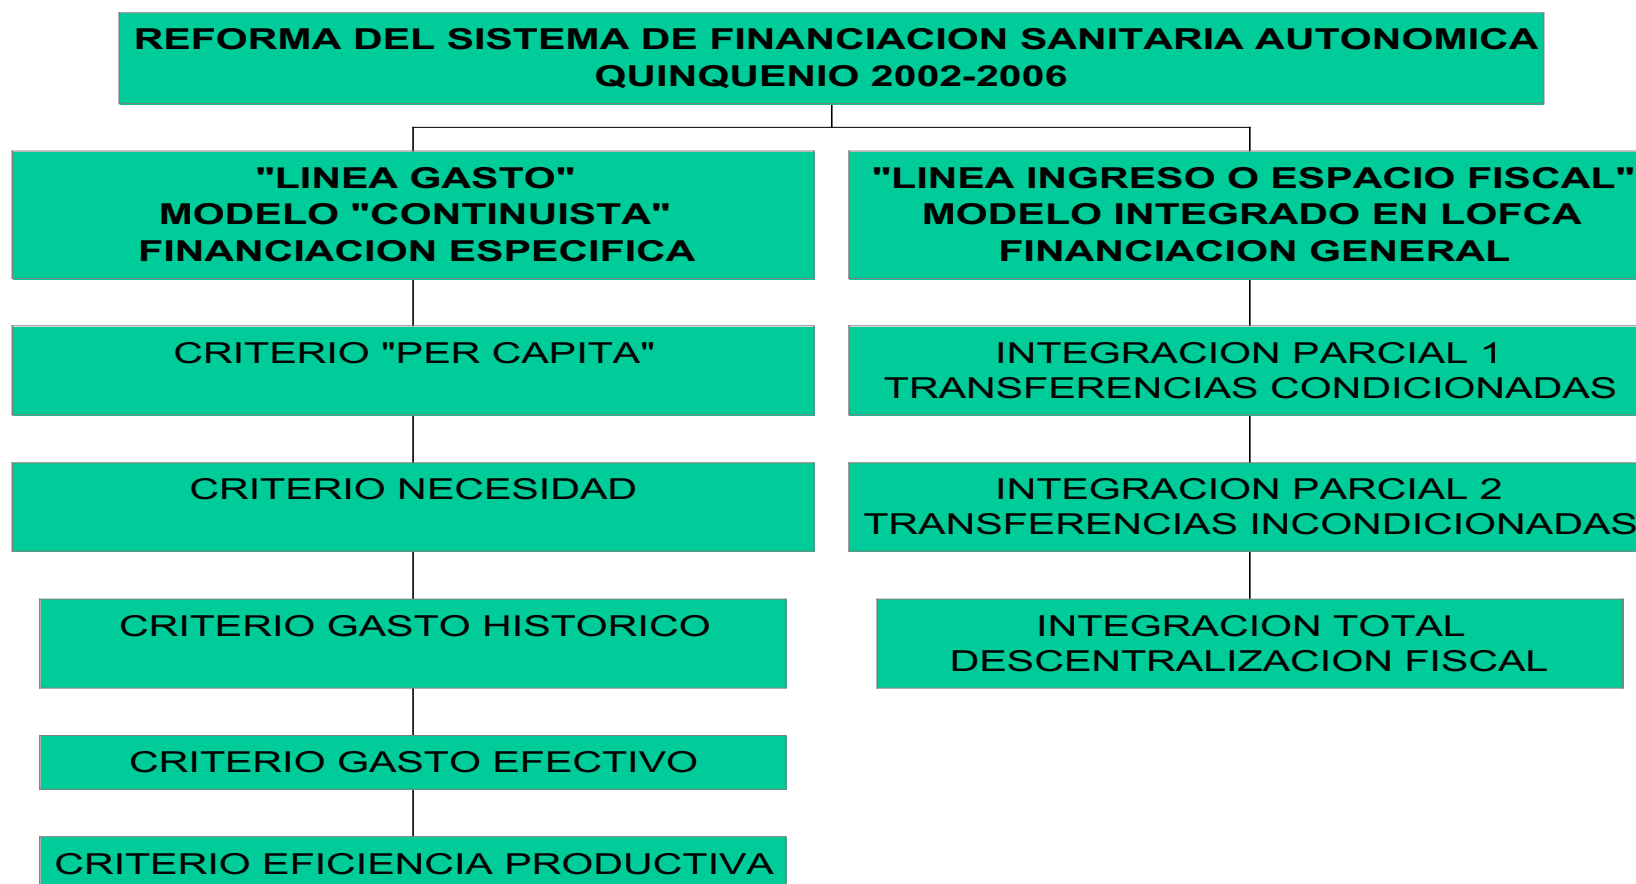 REFORMA DEL SISTEMA DE FINANCIACION SANITARIA AUTONOMICA
QUINQUENIO 2002-2006
"LINEA GASTO"
MODELO "CONTINUISTA"
FINANCIACION ESPECIFICA
CRITERIO "PER CAPITA"
CRITERIO NECESIDAD
CRITERIO GASTO HISTORICO
CRITERIO GASTO EFECTIVO
CRITERIO EFICIENCIA PRODUCTIVA
"LINEA INGRESO O ESPACIO FISCAL"
MODELO INTEGRADO EN LOFCA
FINANCIACION GENERAL
INTEGRACION PARCIAL 1
TRANSFERENCIAS CONDICIONADAS
INTEGRACION PARCIAL 2
TRANSFERENCIAS INCONDICIONADAS
INTEGRACION TOTAL
DESCENTRALIZACION FISCAL